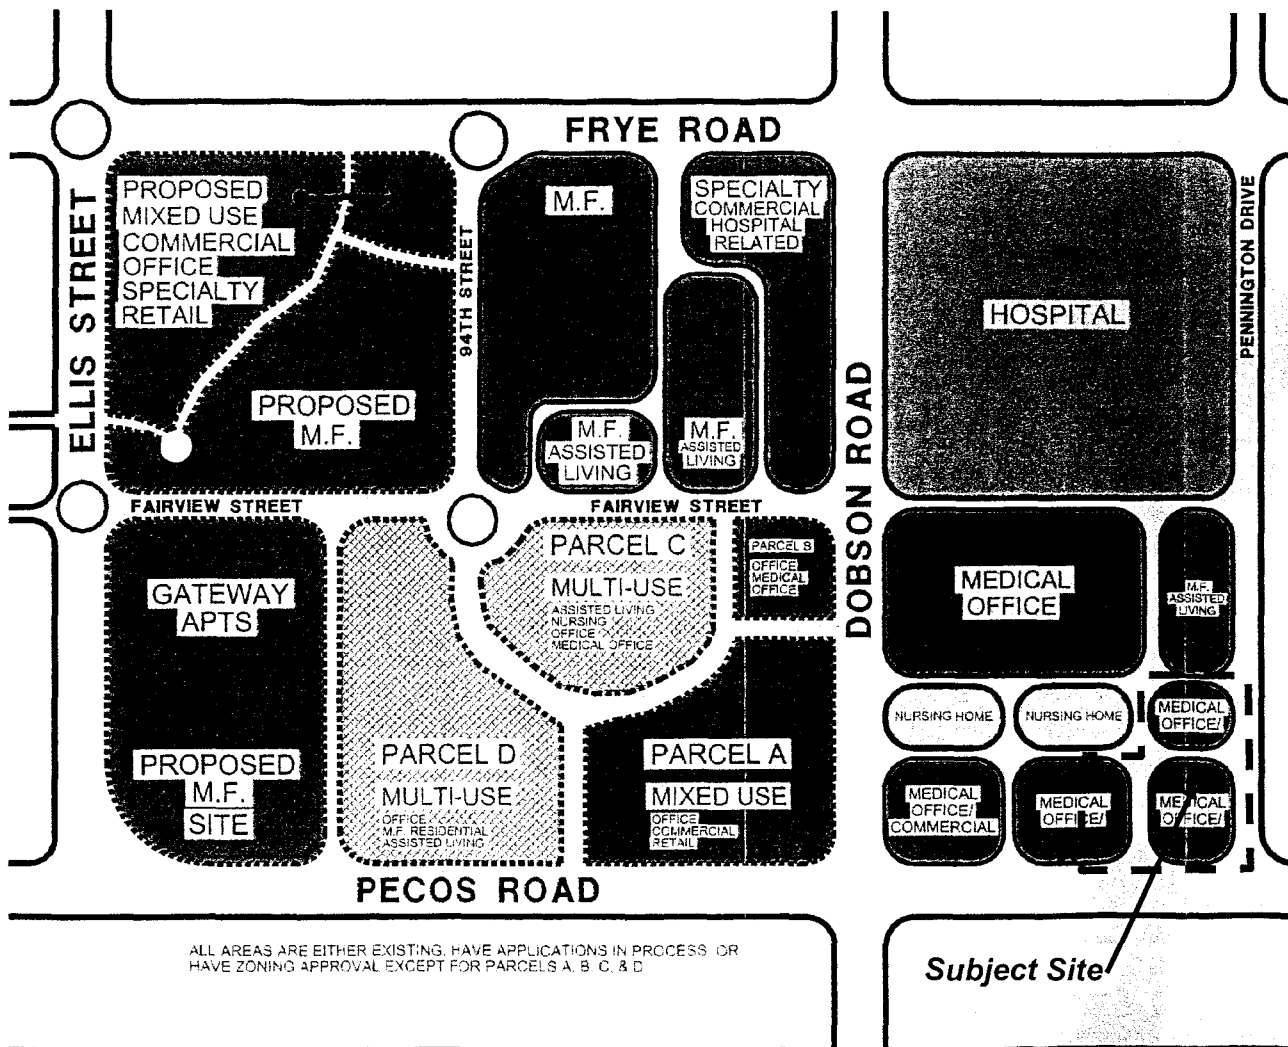 FRYE ROAD
ELLIS STREET
PROPOSED
MIXED USE
COMMERCIAL
OFFICE
SPECIALTY
RETAIL
PROPOSED
M.F.
94TH STREET
M.F.
SPECIALTY
COMMERCIAL
HOSPITAL
RELATED
M.F.
ASSISTED
LIVING
M.F.
ASSISTED
LIVING
HOSPITAL
PENNINGTON DRIVE
DOBSON ROAD
FAIRVIEW STREET
FAIRVIEW STREET
GATEWAY
APTS
PROPOSED
M.F.
SITE
PARCEL C
MULTI-USE
ASSISTED LIVING
NURSING
OFFICE
MEDICAL OFFICE
PARCEL B
OFFICE
MEDICAL
OFFICE
PARCEL D
MULTI-USE
OFFICE
M.F. RESIDENTIAL
ASSISTED LIVING
PARCEL A
MIXED USE
OFFICE
COMMERCIAL
RETAIL
MEDICAL
OFFICE
M.F.
ASSISTED
LIVING
NURSING HOME
NURSING HOME
MEDICAL
OFFICE/
MEDICAL
OFFICE/
COMMERCIAL
MEDICAL
OFFICE/
MEDICAL
OFFICE/
PECOS ROAD
ALL AREAS ARE EITHER EXISTING, HAVE APPLICATIONS IN PROCESS OR
HAVE ZONING APPROVAL EXCEPT FOR PARCELS A, B, C, & D
Subject Site